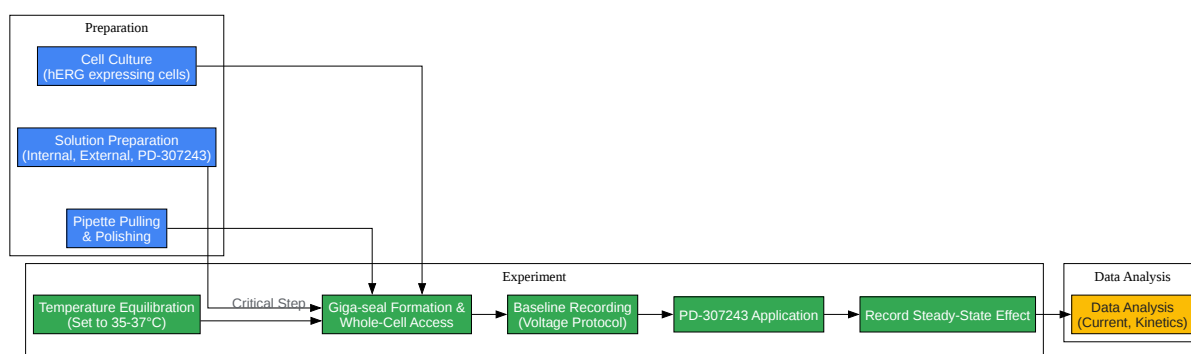 Preparation
Cell Culture
(hERG expressing cells)
Solution Preparation
(Internal, External, PD-307243)
Pipette Pulling
& Polishing
Experiment
Temperature Equilibration
(Set to 35-37°C)
Critical Step
Giga-seal Formation &
Whole-Cell Access
Baseline Recording
(Voltage Protocol)
PD-307243 Application
Record Steady-State Effect
Data Analysis
Data Analysis
(Current, Kinetics)